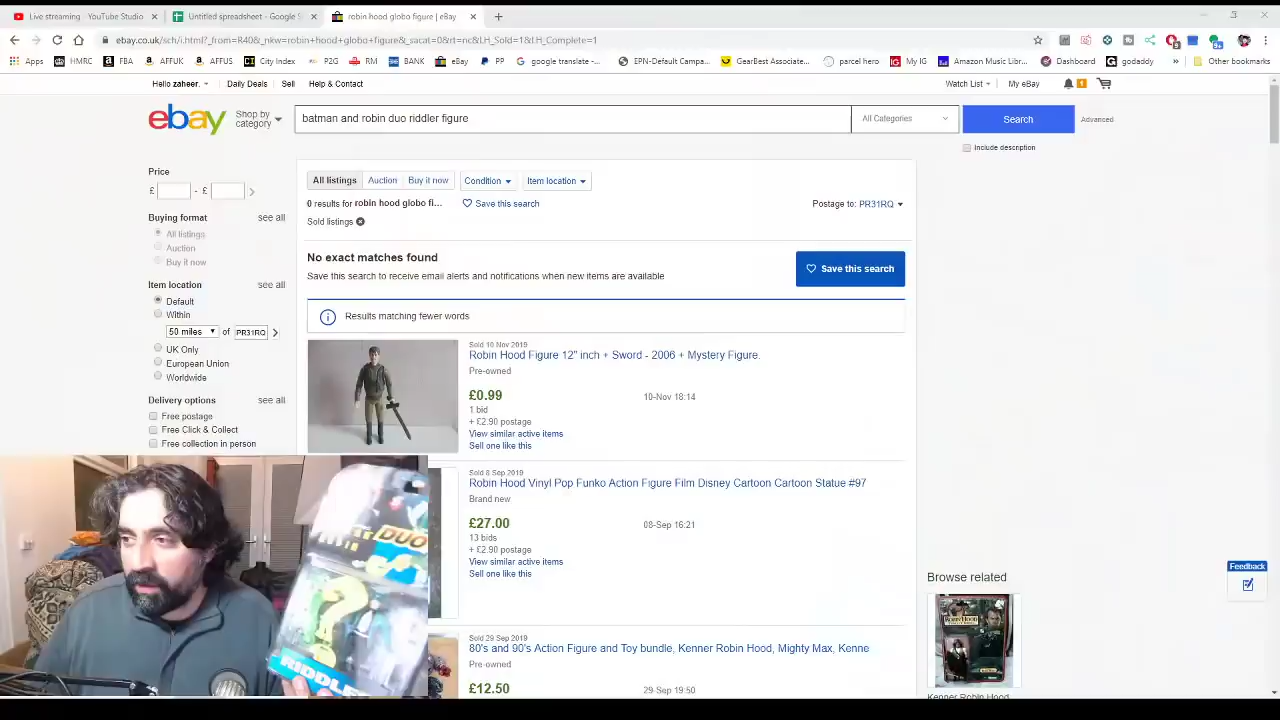 Live streaming - YouTube Studio
Untitled spreadsheet - Google S
robin hood globo figure | eBay
ebay.co.uk/sch/i.html?_from=R40&_nkw=robin+hood+globo+figure&_sacat=0&rt=nc&LH_Sold=1&LH_Complete=1
Apps HMRC FBA AFFUK AFFUS City Index P2G RM BANK eBay PP google translate -... EPN-Default Campa... GearBest Associate... parcel hero My IG Amazon Music Libr... Dashboard godaddy » Other bookmarks
Hello zaheer. Daily Deals Sell Help & Contact Watch List My eBay 1
ebay
Shop by category
batman and robin duo riddler figure
All Categories
Search
Advanced
Include description
Price
£ - £
Buying format see all
All listings
Auction
Buy it now
Item location see all
Default
Within
50 miles of PR31RQ
UK Only
European Union
Worldwide
Delivery options see all
Free postage
Free Click & Collect
Free collection in person
All listings Auction Buy it now Condition Item location
0 results for robin hood globo fi... Save this search Postage to: PR31RQ
Sold listings
No exact matches found
Save this search to receive email alerts and notifications when new items are available
Save this search
Results matching fewer words
Sold 10 Nov 2019
Robin Hood Figure 12" inch + Sword - 2006 + Mystery Figure.
Pre-owned
£0.99 10-Nov 18:14
1 bid
+ £2.90 postage
View similar active items
Sell one like this
Sold 8 Sep 2019
Robin Hood Vinyl Pop Funko Action Figure Film Disney Cartoon Cartoon Statue #97
Brand new
£27.00 08-Sep 16:21
13 bids
+ £2.90 postage
View similar active items
Sell one like this
Sold 29 Sep 2019
80's and 90's Action Figure and Toy bundle, Kenner Robin Hood, Mighty Max, Kenne
Pre-owned
£12.50 29-Sep 19:50
Browse related
Kenner Robin Hood
Feedback
DUO
RIDDLE